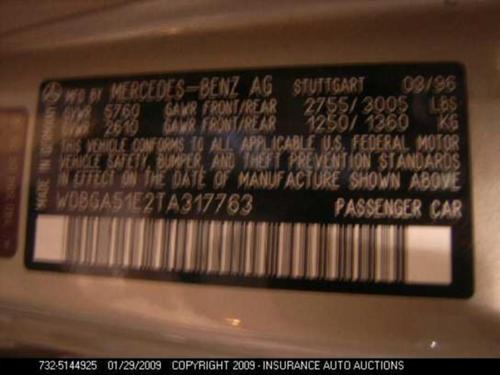 MFD BY MERCEDES-BENZ AG STUTTGART 03/96
GVWR 5760 GAWR FRONT/REAR 2755/3005 LBS
GVWR 2610 GAWR FRONT/REAR 1250/1360 KG
THIS VEHICLE CONFORMS TO ALL APPLICABLE U.S. FEDERAL MOTOR
VEHICLE SAFETY, BUMPER, AND THEFT PREVENTION STANDARDS
IN EFFECT ON THE DATE OF MANUFACTURE SHOWN ABOVE.
WDBGA51E2TA317763 PASSENGER CAR
MADE IN GERMANY
732-5144925 01/29/2009 COPYRIGHT 2009 - INSURANCE AUTO AUCTIONS